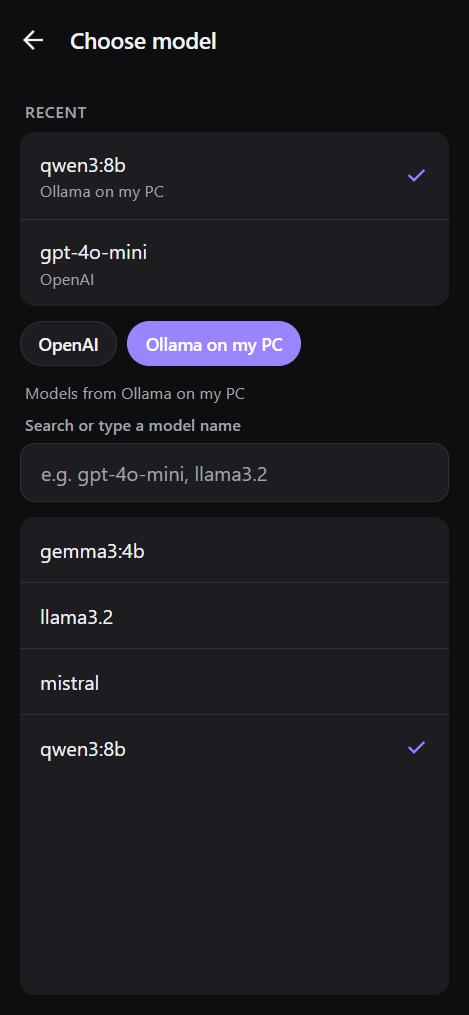 Choose model
RECENT
qwen3:8b
Ollama on my PC
gpt-4o-mini
OpenAI
OpenAI
Ollama on my PC
Models from Ollama on my PC
Search or type a model name
e.g. gpt-4o-mini, llama3.2
gemma3:4b
llama3.2
mistral
qwen3:8b